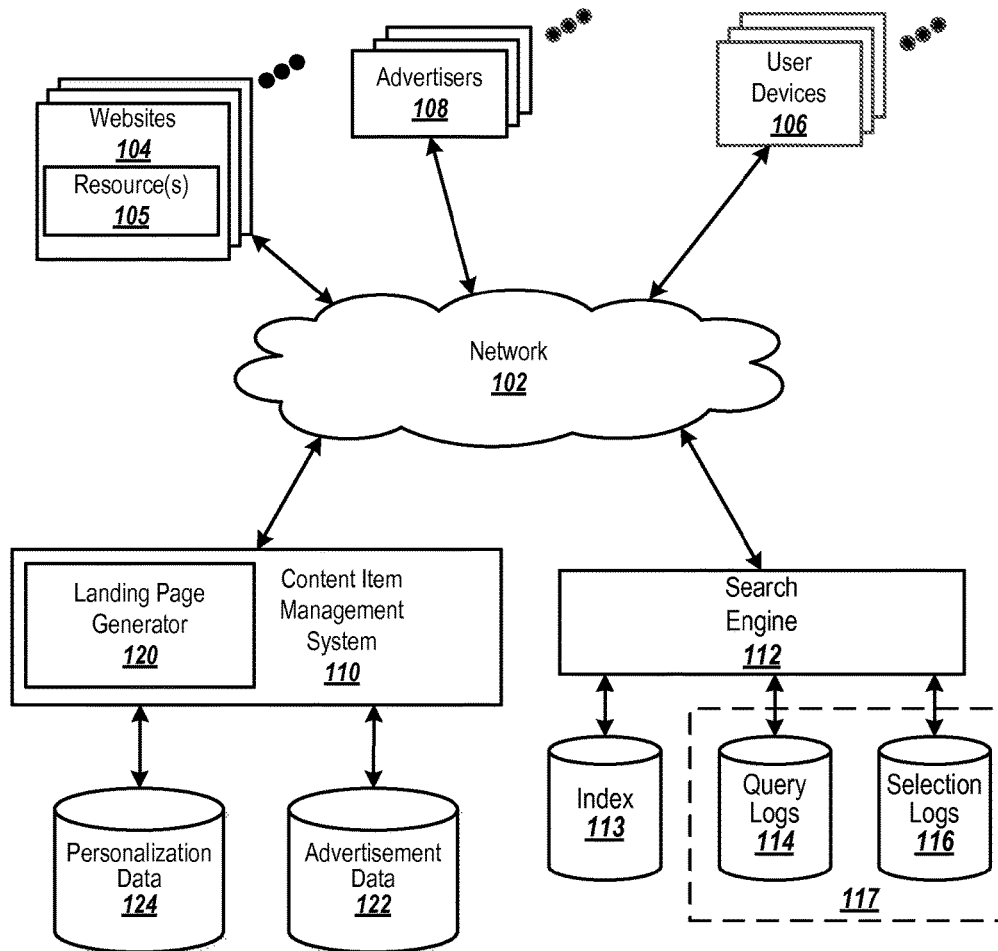 Websites
104
Resource(s)
105
Advertisers
108
User
Devices
106
Network
102
Landing Page
Generator
120
Content Item
Management
System
110
Search
Engine
112
Personalization
Data
124
Advertisement
Data
122
Index
113
Query
Logs
114
Selection
Logs
116
117